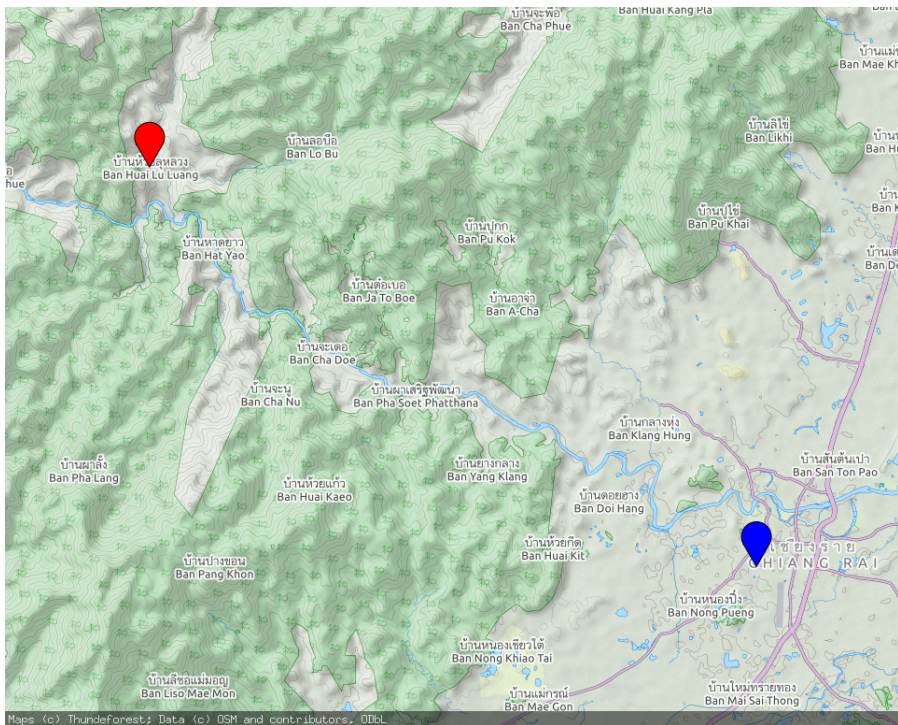 บ้านจะพือ
Ban Cha Phue
Ban Huai Kang Pla
Ban Mae Kh
บ้านลิไข่
Ban Likhi
บ้านลอบือ
Ban Lo Bu
Ban Huai Lu Luang
hue
บ้านปูไข่
Ban Pu Khai
บ้านปูกก
Ban Pu Kok
บ้านหาดยาว
Ban Hat Yao
บ้านต่อเบอ
Ban Ja To Boe
บ้านอาจ่า
Ban A-Cha
บ้านจะเดอ
Ban Cha Doe
บ้านจะนู
Ban Cha Nu
บ้านผาเสริฐพัฒนา
Ban Pha Soet Phatthana
บ้านกลางทุ่ง
Ban Klang Hung
บ้านผาลั้ง
Ban Pha Lang
บ้านห้วยแก้ว
Ban Huai Kaeo
บ้านยางกลาง
Ban Yang Klang
บ้านสันต้นเปา
Ban San Ton Pao
บ้านดอยฮาง
Ban Doi Hang
บ้านห้วยกีด
Ban Huai Kit
เชียงราย
CHIANG RAI
บ้านปางขอน
Ban Pang Khon
บ้านหนองปึ๋ง
Ban Nong Pueng
บ้านหนองเขียวใต้
Ban Nong Khiao Tai
บ้านลีซอแม่มอญ
Ban Liso Mae Mon
บ้านแม่กรณ์
Ban Mae Gon
บ้านใหม่ทรายทอง
Ban Mai Sai Thong
Maps (c) Thundeforest; Data (c) OSM and contributors, ODbL